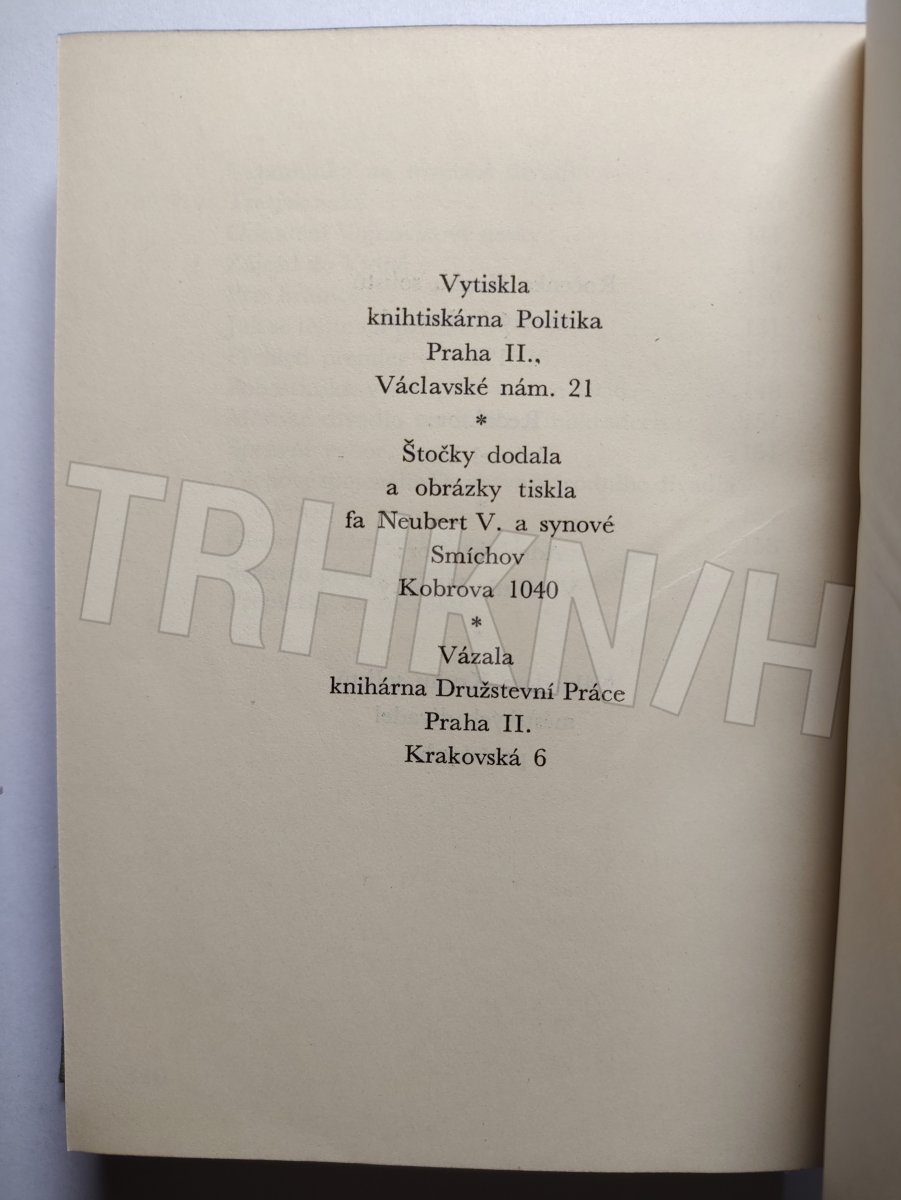 Vytiskla
knihtiskárna Politika
Praha II.,
Václavské nám. 21
*
Štočky dodala
a obrázky tiskla
fa Neubert V. a synové
Smíchov
Kobrova 1040
*
Vázala
knihárna Družstevní Práce
Praha II.
Krakovská 6
TRHKN/H